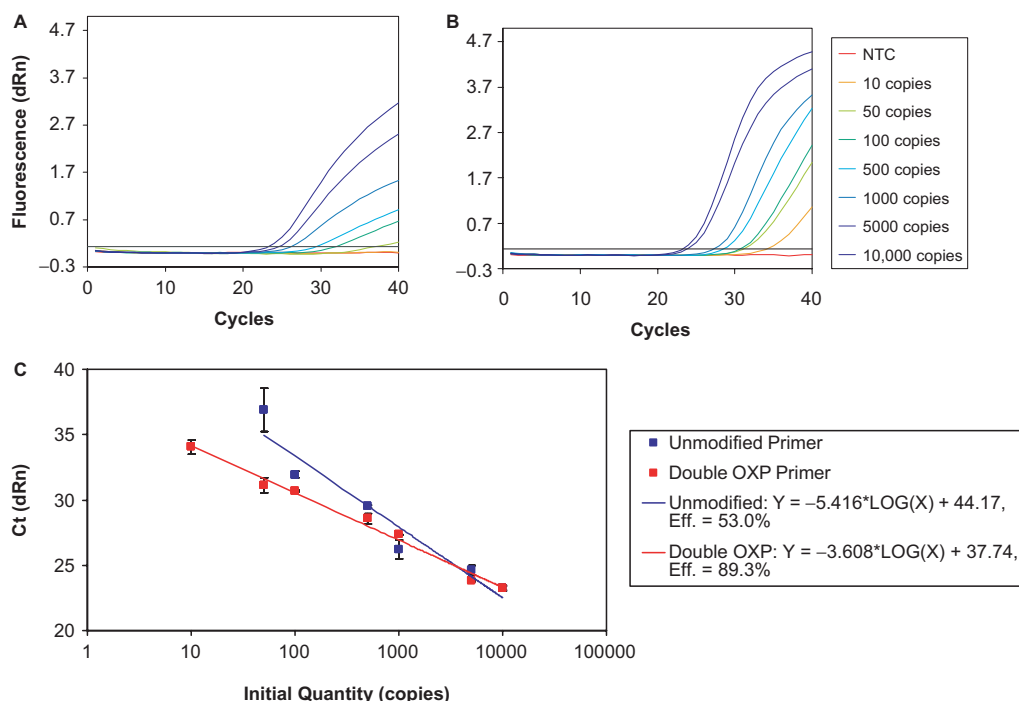 A
4.7
3.7
2.7
1.7
0.7
–0.3
Fluorescence (dRn)
0
10
20
30
40
Cycles
B
4.7
3.7
2.7
1.7
0.7
–0.3
0
10
20
30
40
Cycles
NTC
10 copies
50 copies
100 copies
500 copies
1000 copies
5000 copies
10,000 copies
C
40
35
30
25
20
Ct (dRn)
1
10
100
1000
10000
100000
Initial Quantity (copies)
Unmodified Primer
Double OXP Primer
Unmodified: Y = –5.416*LOG(X) + 44.17,
Eff. = 53.0%
Double OXP: Y = –3.608*LOG(X) + 37.74,
Eff. = 89.3%